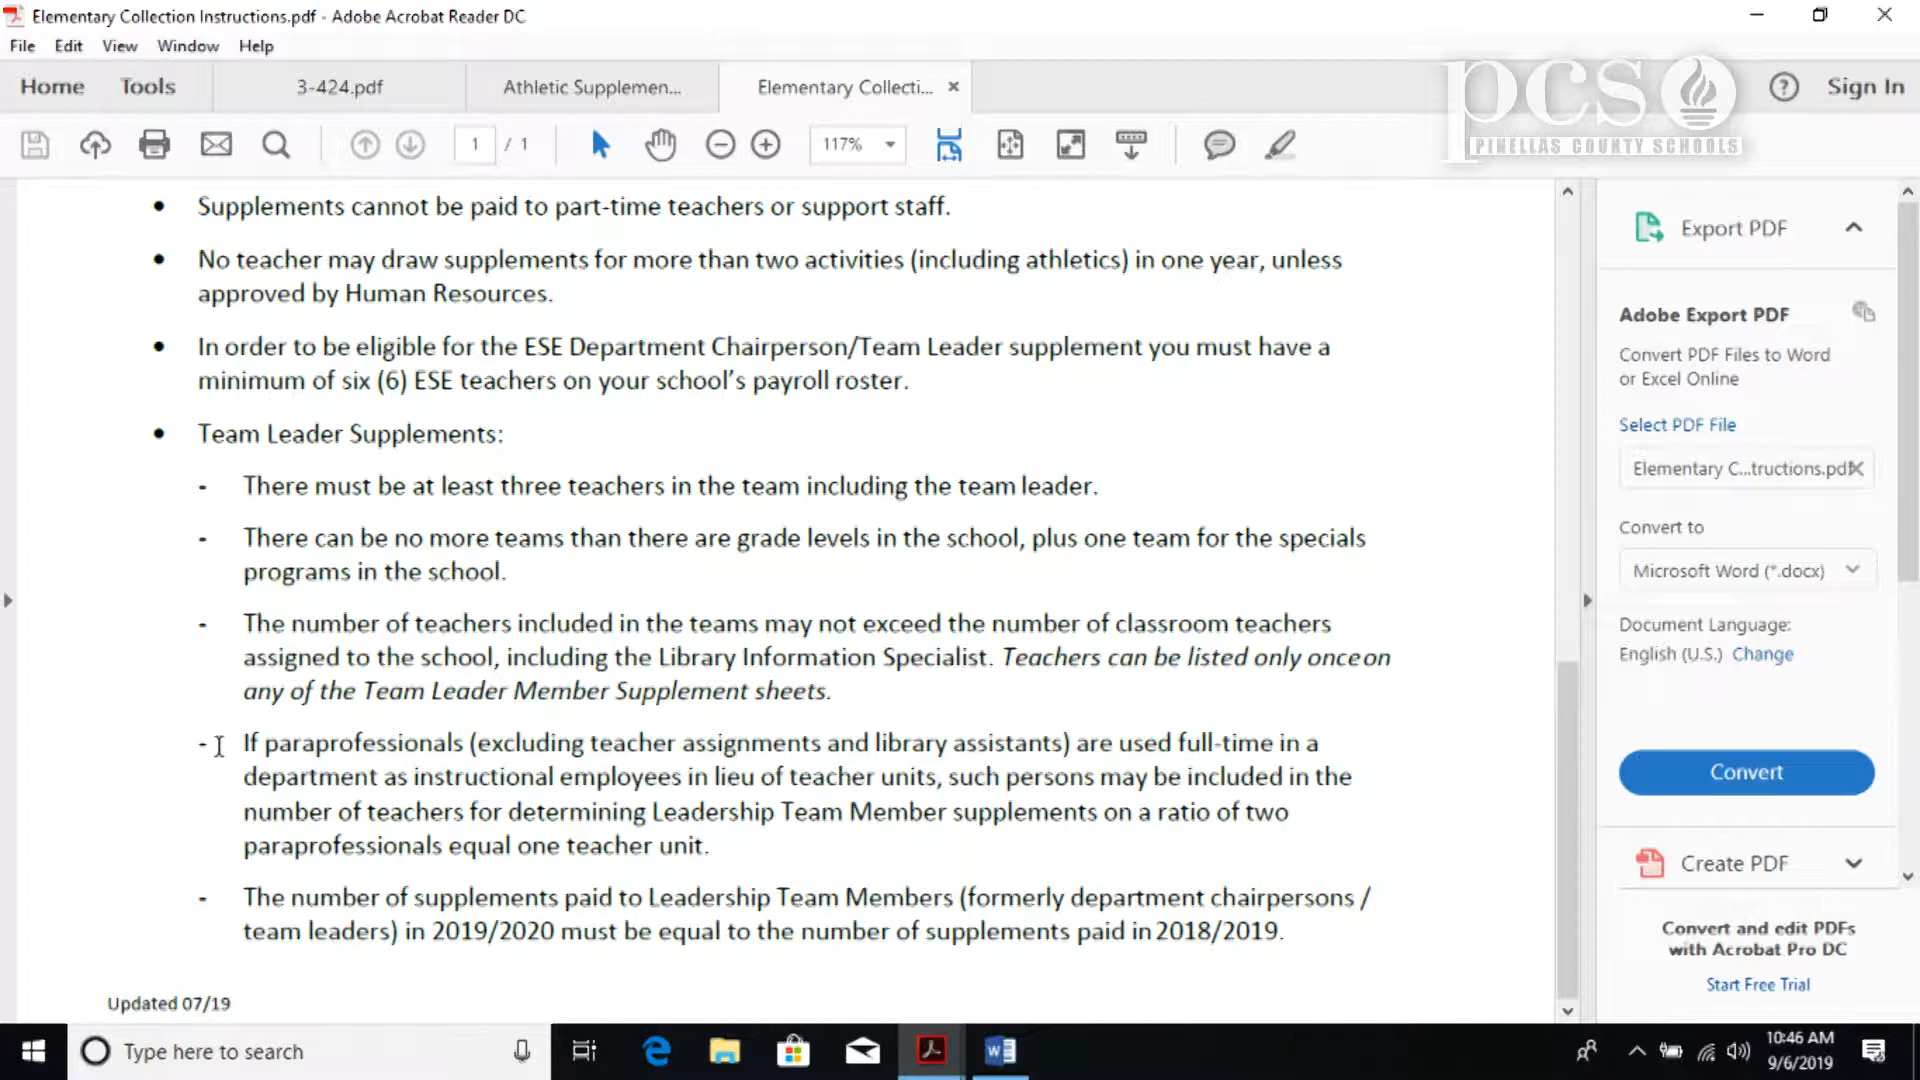 Elementary Collection Instructions.pdf - Adobe Acrobat Reader DC
File Edit View Window Help
Home Tools 3-424.pdf Athletic Supplemen... Elementary Collecti... Sign In
pcs
PINELLAS COUNTY SCHOOLS
1 / 1 117%
Supplements cannot be paid to part-time teachers or support staff.
No teacher may draw supplements for more than two activities (including athletics) in one year, unless
approved by Human Resources.
In order to be eligible for the ESE Department Chairperson/Team Leader supplement you must have a
minimum of six (6) ESE teachers on your school's payroll roster.
Team Leader Supplements:
- There must be at least three teachers in the team including the team leader.
- There can be no more teams than there are grade levels in the school, plus one team for the specials
programs in the school.
- The number of teachers included in the teams may not exceed the number of classroom teachers
assigned to the school, including the Library Information Specialist. Teachers can be listed only once on
any of the Team Leader Member Supplement sheets.
- If paraprofessionals (excluding teacher assignments and library assistants) are used full-time in a
department as instructional employees in lieu of teacher units, such persons may be included in the
number of teachers for determining Leadership Team Member supplements on a ratio of two
paraprofessionals equal one teacher unit.
- The number of supplements paid to Leadership Team Members (formerly department chairpersons /
team leaders) in 2019/2020 must be equal to the number of supplements paid in 2018/2019.
Updated 07/19
Export PDF
Adobe Export PDF
Convert PDF Files to Word
or Excel Online
Select PDF File
Elementary C...tructions.pdf
Convert to
Microsoft Word (*.docx)
Document Language:
English (U.S.) Change
Convert
Create PDF
Convert and edit PDFs
with Acrobat Pro DC
Start Free Trial
Type here to search
10:46 AM
9/6/2019